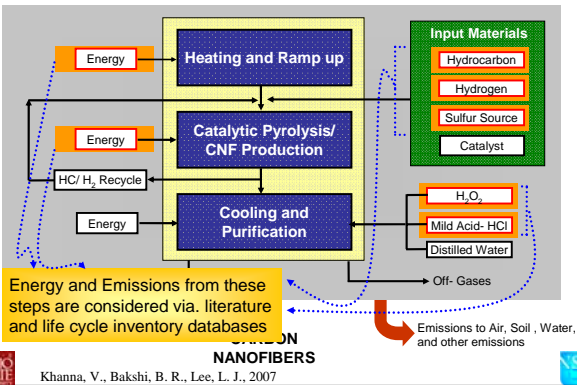 Input Materials
Energy
Heating and Ramp up
Hydrocarbon
Hydrogen
Sulfur Source
Catalyst
Energy
Catalytic Pyrolysis/
CNF Production
HC/ H2 Recycle
Energy
Cooling and
Purification
H2O2
Mild Acid- HCl
Distilled Water
Off- Gases
Energy and Emissions from these
steps are considered via. literature
and life cycle inventory databases
CARBON
NANOFIBERS
Emissions to Air, Soil , Water,
and other emissions
Khanna, V., Bakshi, B. R., Lee, L. J., 2007